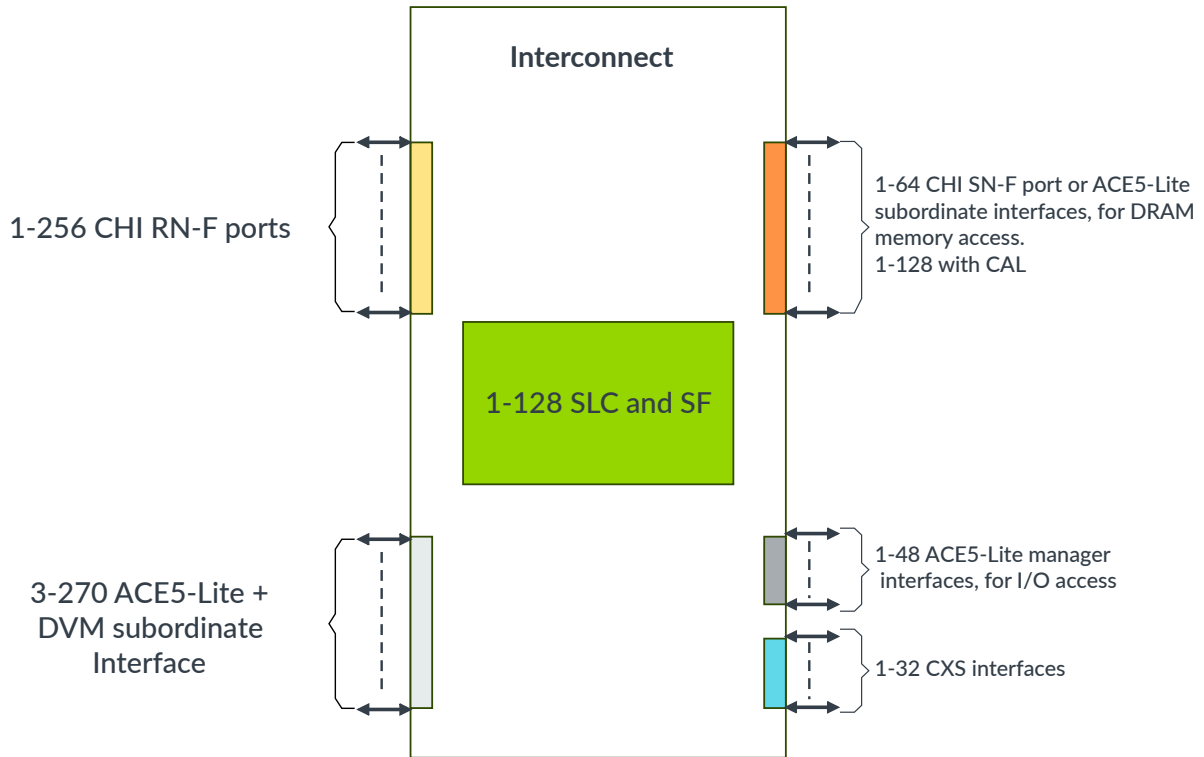 Interconnect
1-256 CHI RN-F ports
1-64 CHI SN-F port or ACE5-Lite
subordinate interfaces, for DRAM
memory access.
1-128 with CAL
1-128 SLC and SF
3-270 ACE5-Lite +
DVM subordinate
Interface
1-48 ACE5-Lite manager
interfaces, for I/O access
1-32 CXS interfaces